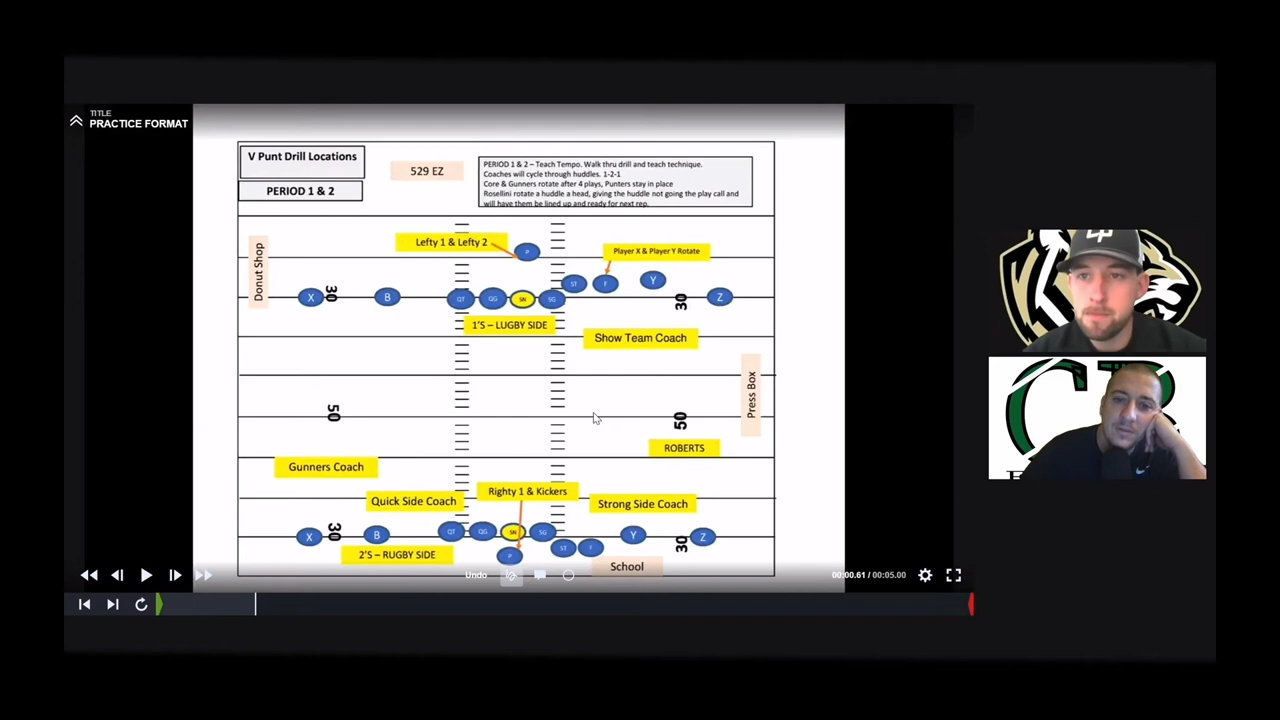 TITLE
PRACTICE FORMAT
V Punt Drill Locations
PERIOD 1 & 2
529 EZ
PERIOD 1 & 2 – Teach Tempo. Walk thru drill and teach technique.
Coaches will cycle through huddles. 1-2-1
Core & Gunners rotate after 4 plays, Punters stay in place
Rosellini rotate a huddle a head, giving the huddle not going the play call and
will have them be lined up and ready for next rep.
Donut Shop
Lefty 1 & Lefty 2
P
Player X & Player Y Rotate
X
30
B
QT
QG
SN
SG
ST
F
Y
30
Z
1'S – LUGBY SIDE
Show Team Coach
Press Box
50
50
ROBERTS
Gunners Coach
Quick Side Coach
Righty 1 & Kickers
Strong Side Coach
X
30
B
QT
QG
SN
SG
ST
F
Y
30
Z
2'S – RUGBY SIDE
P
School
Undo
00:00.61 / 00:05.00